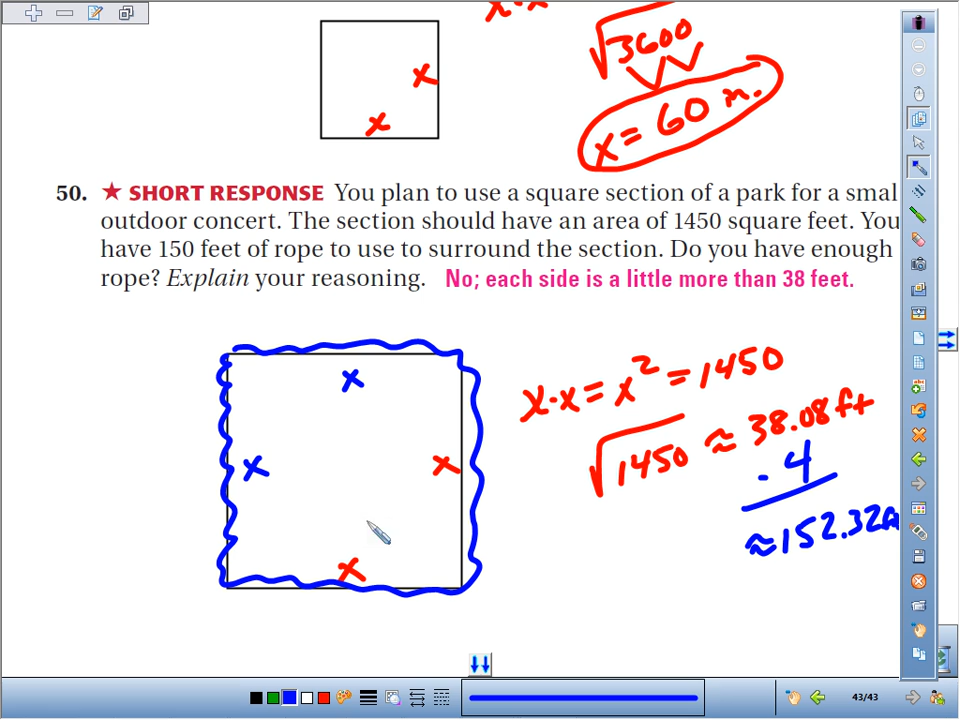 x·x
√3600
x
x = 60 m.
x
50. ★ SHORT RESPONSE You plan to use a square section of a park for a smal
outdoor concert. The section should have an area of 1450 square feet. You
have 150 feet of rope to use to surround the section. Do you have enough
rope? Explain your reasoning. No; each side is a little more than 38 feet.
x
x·x = x² = 1450
√1450 ≈ 38.08 ft
x
x
· 4
≈152.32
x
43/43